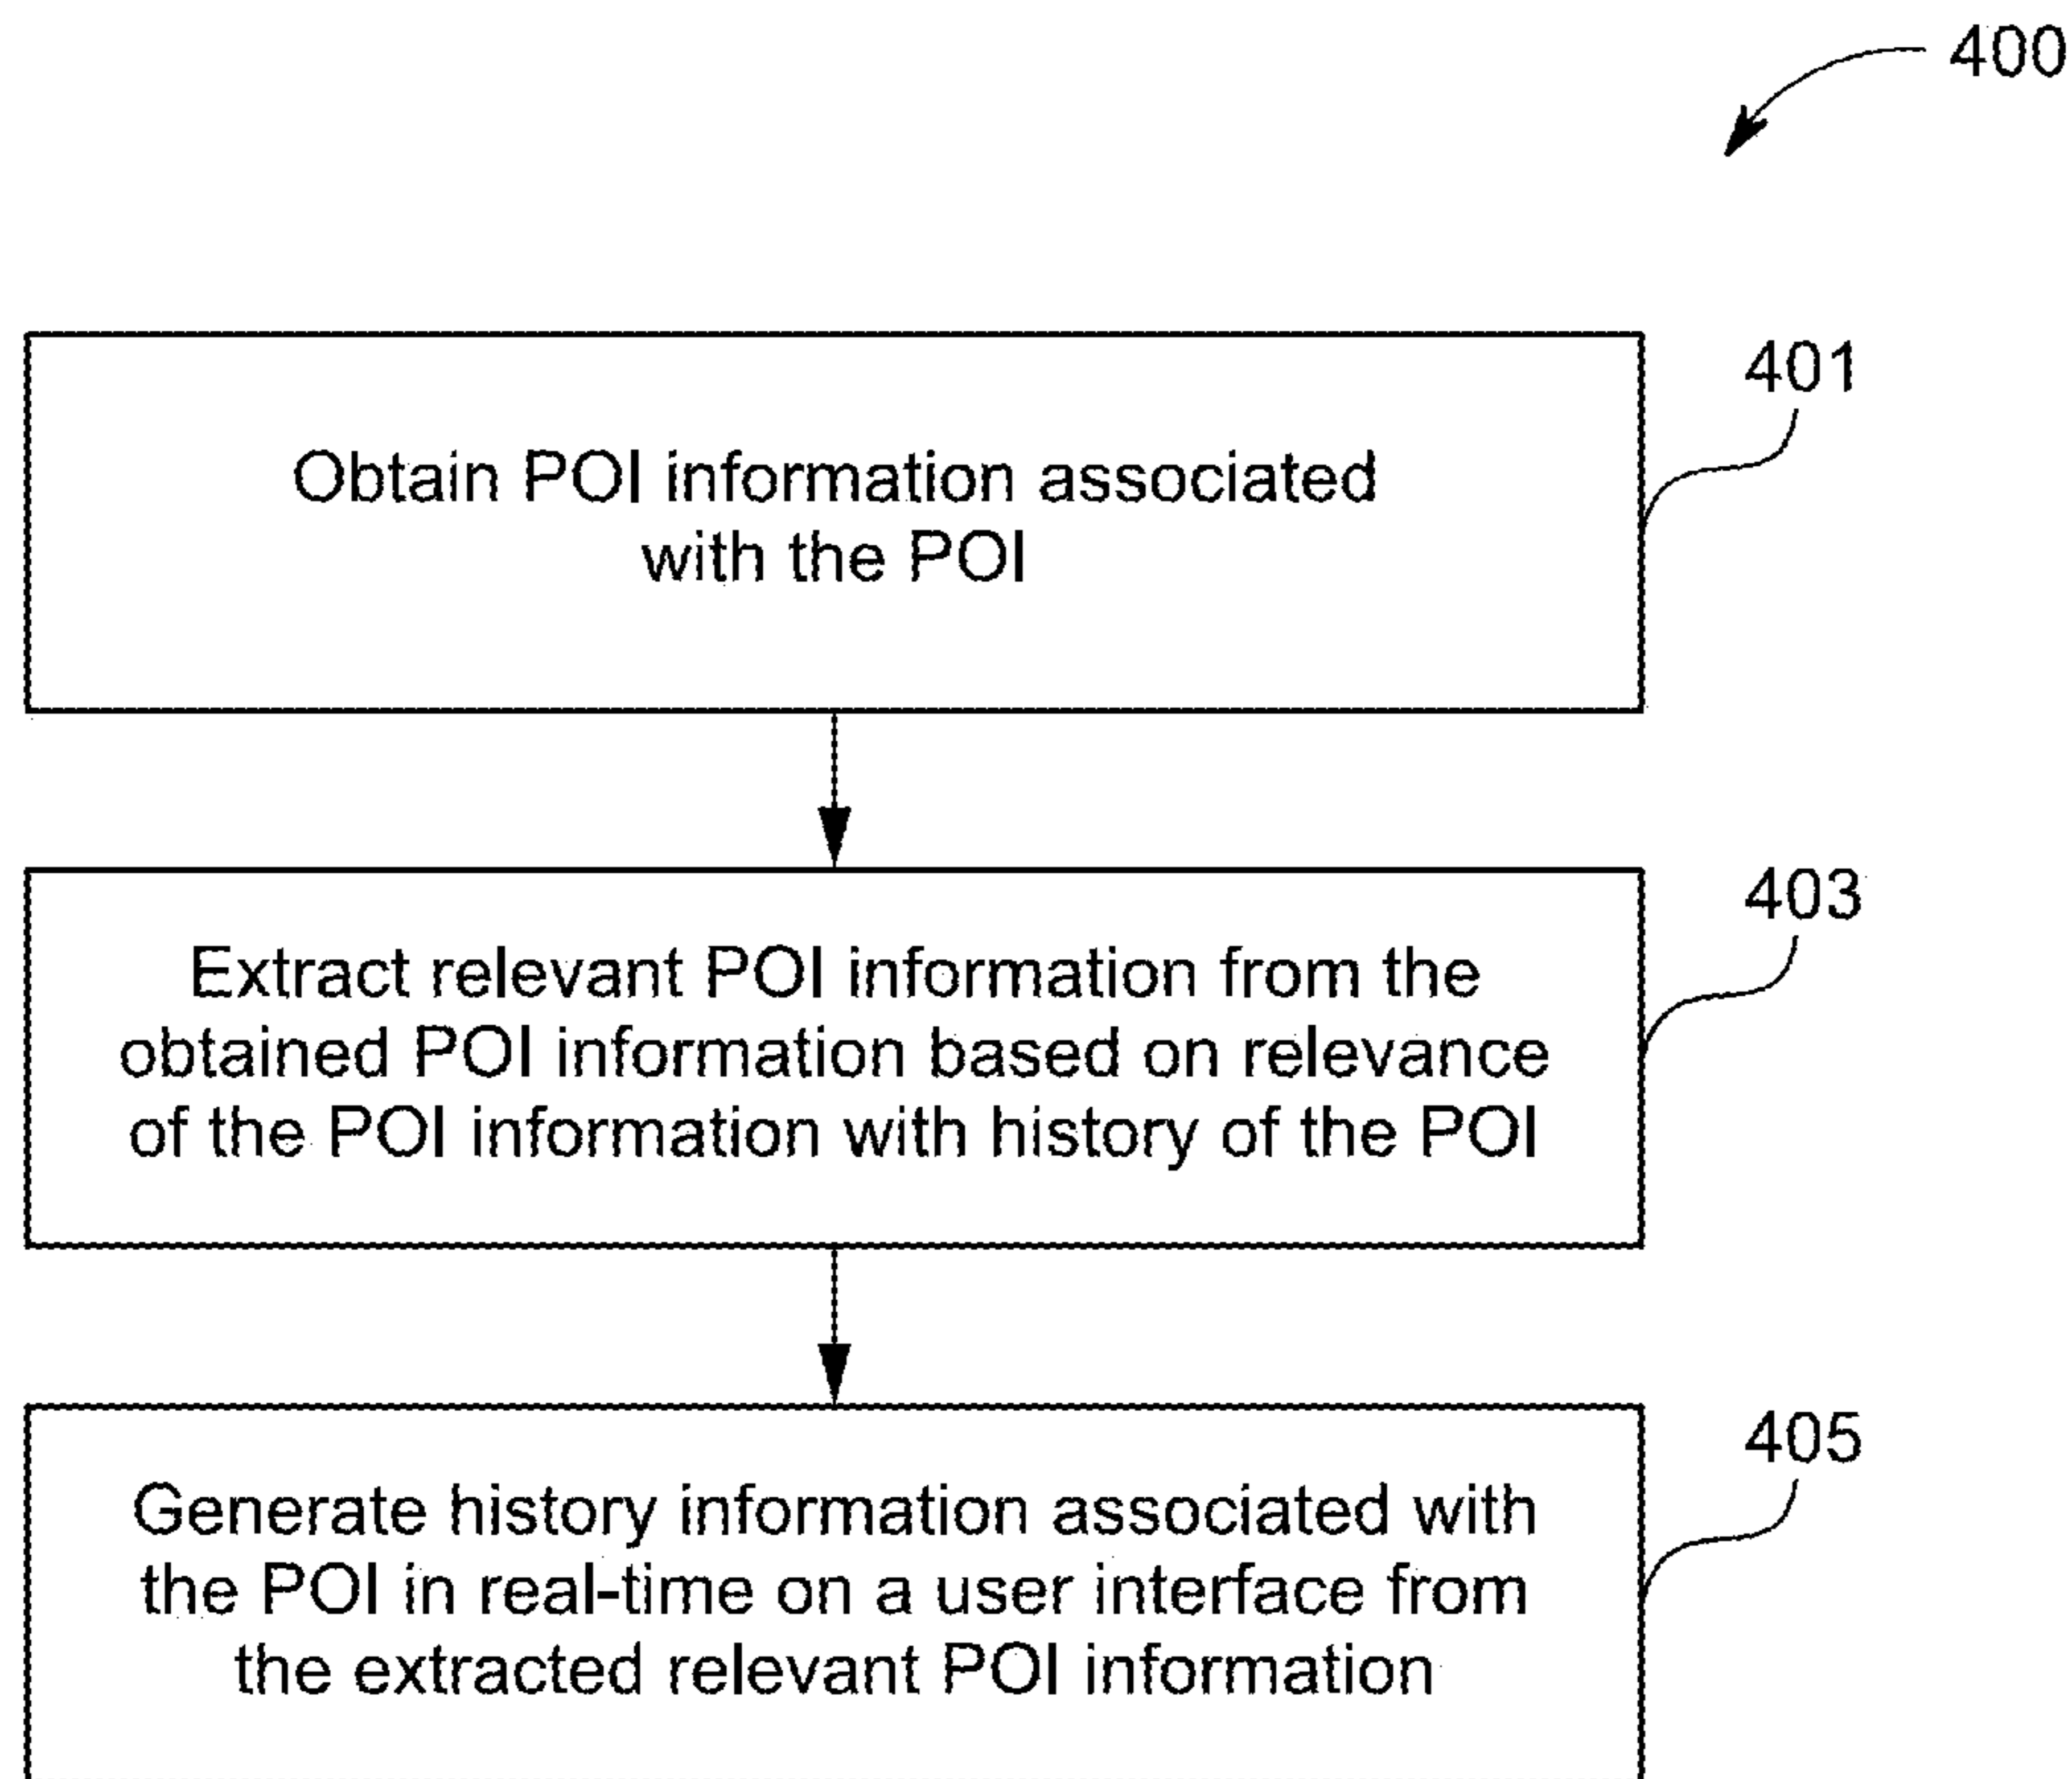 400
401
Obtain POI information associated
with the POI
403
Extract relevant POI information from the
obtained POI information based on relevance
of the POI information with history of the POI
405
Generate history information associated with
the POI in real-time on a user interface from
the extracted relevant POI information